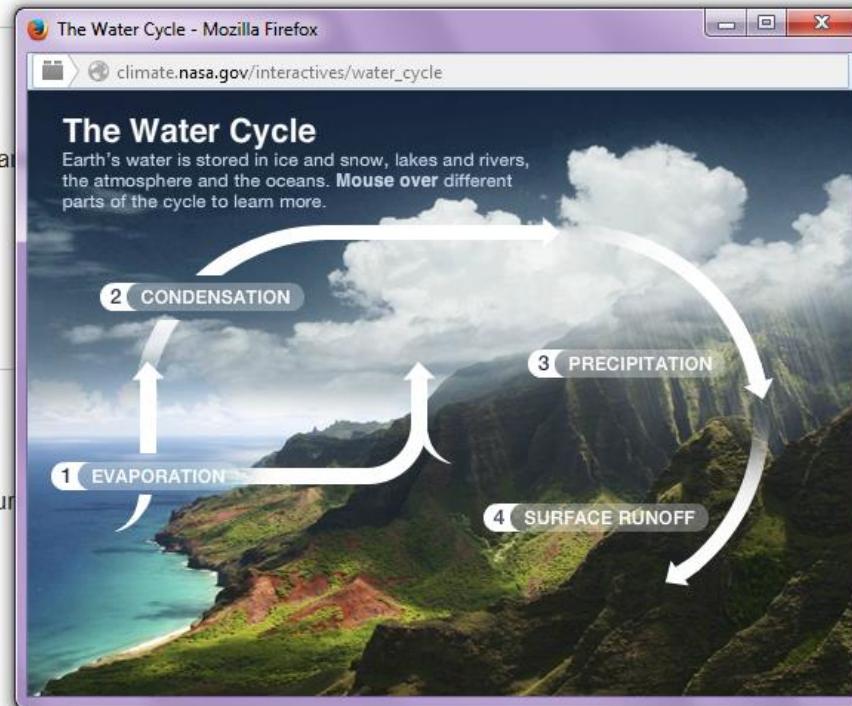 The Water Cycle - Mozilla Firefox
climate.nasa.gov/interactives/water_cycle
The Water Cycle
Earth's water is stored in ice and snow, lakes and rivers,
the atmosphere and the oceans. Mouse over different
parts of the cycle to learn more.
2 CONDENSATION
3 PRECIPITATION
1 EVAPORATION
4 SURFACE RUNOFF